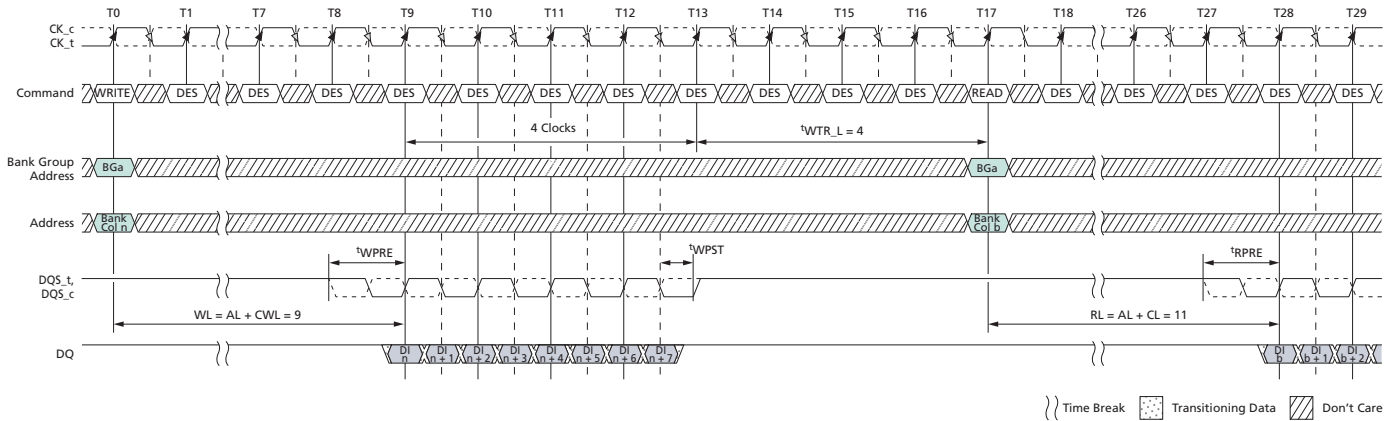 T0 T1 T7 T8 T9 T10 T11 T12 T13 T14 T15 T16 T17 T18 T26 T27 T28 T29
CK_c
CK_t
Command WRITE DES DES DES DES DES DES DES DES DES DES DES READ DES DES DES DES DES
4 Clocks tWTR_L = 4
Bank Group
Address BGa BGa
Address Bank
Col n Bank
Col b
tWPRE tWPST tRPRE
DQS_t,
DQS_c
WL = AL + CWL = 9 RL = AL + CL = 11
DQ DI
n DI
n + 1 DI
n + 2 DI
n + 3 DI
n + 4 DI
n + 5 DI
n + 6 DI
n + 7 DI
b DI
b + 1 DI
b + 2
Time Break Transitioning Data Don't Care